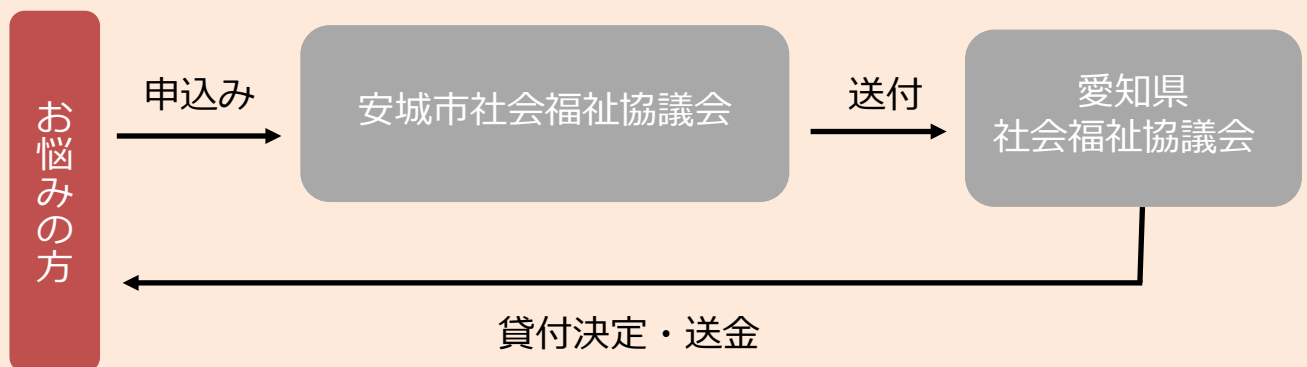 お悩みの方
申込み
安城市社会福祉協議会
送付
愛知県
社会福祉協議会
貸付決定・送金